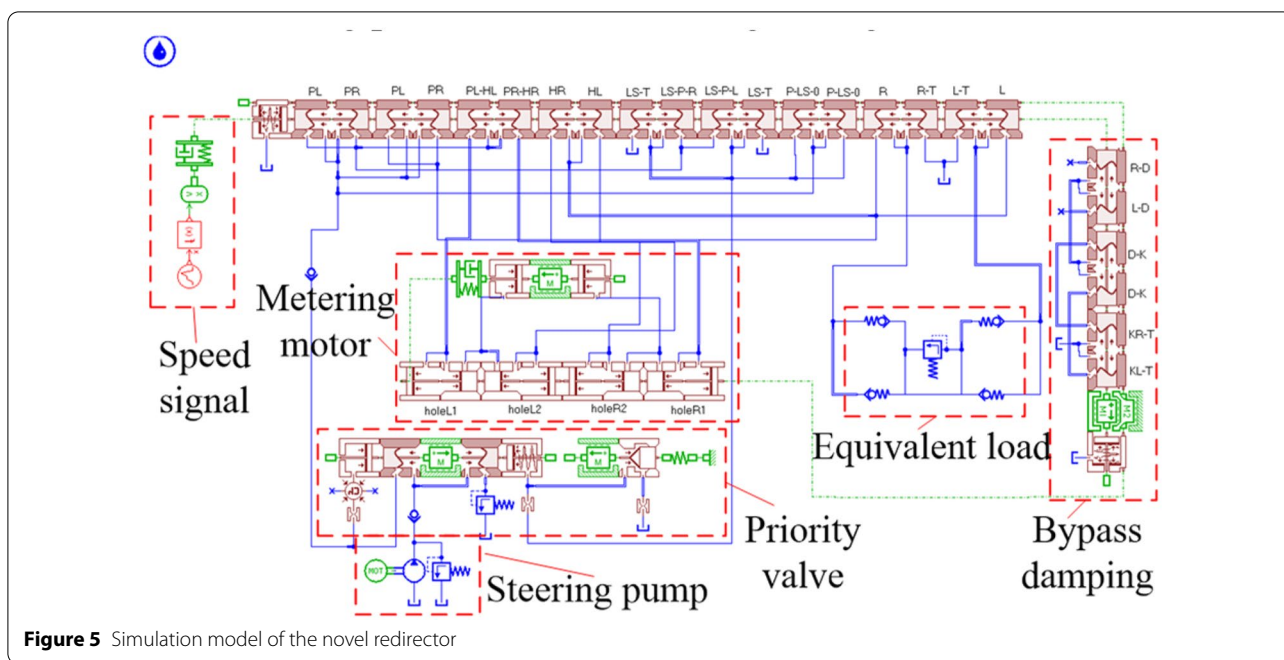 PL PR PL PR PL-HL PR-HR HR HL LS-T LS-P-R LS-P-L LS-T P-LS-0 P-LS-0 R R-T L-T L
R-D
L-D
D-K
D-K
KR-T
KL-T
M1 M2
Speed
signal
Metering
motor
M
holeL1 holeL2 holeR2 holeR1
Equivalent load
Bypass
damping
M M
Priority
valve
MOT
Steering pump
Figure 5 Simulation model of the novel redirector